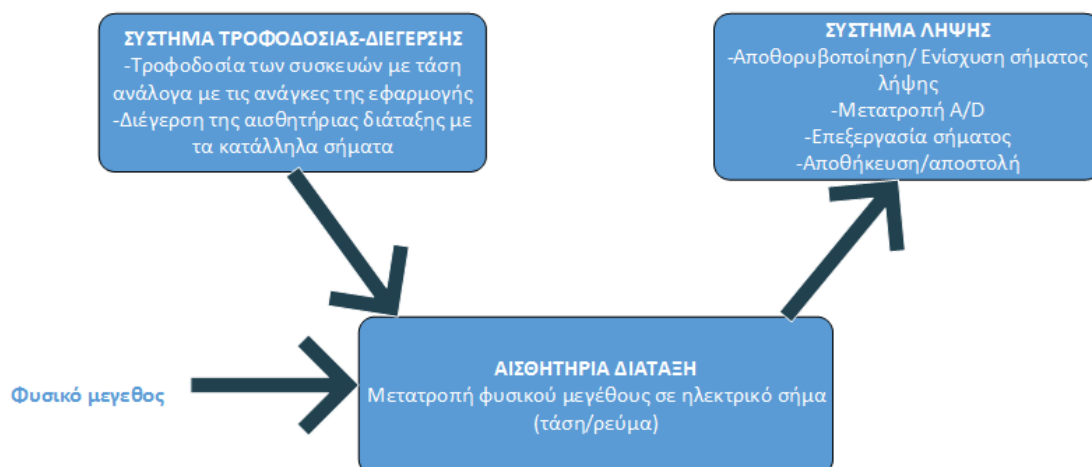 ΣΥΣΤΗΜΑ ΤΡΟΦΟΔΟΣΙΑΣ-ΔΙΕΓΕΡΣΗΣ
-Τροφοδοσία των συσκευών με τάση
ανάλογα με τις ανάγκες της εφαρμογής
-Διέγερση της αισθητήριας διάταξης με
τα κατάλληλα σήματα
ΣΥΣΤΗΜΑ ΛΗΨΗΣ
-Αποθορυβοποίηση/ Ενίσχυση σήματος
λήψης
-Μετατροπή A/D
-Επεξεργασία σήματος
-Αποθήκευση/αποστολή
Φυσικό μεγεθος
ΑΙΣΘΗΤΗΡΙΑ ΔΙΑΤΑΞΗ
Μετατροπή φυσικού μεγέθους σε ηλεκτρικό σήμα
(τάση/ρεύμα)